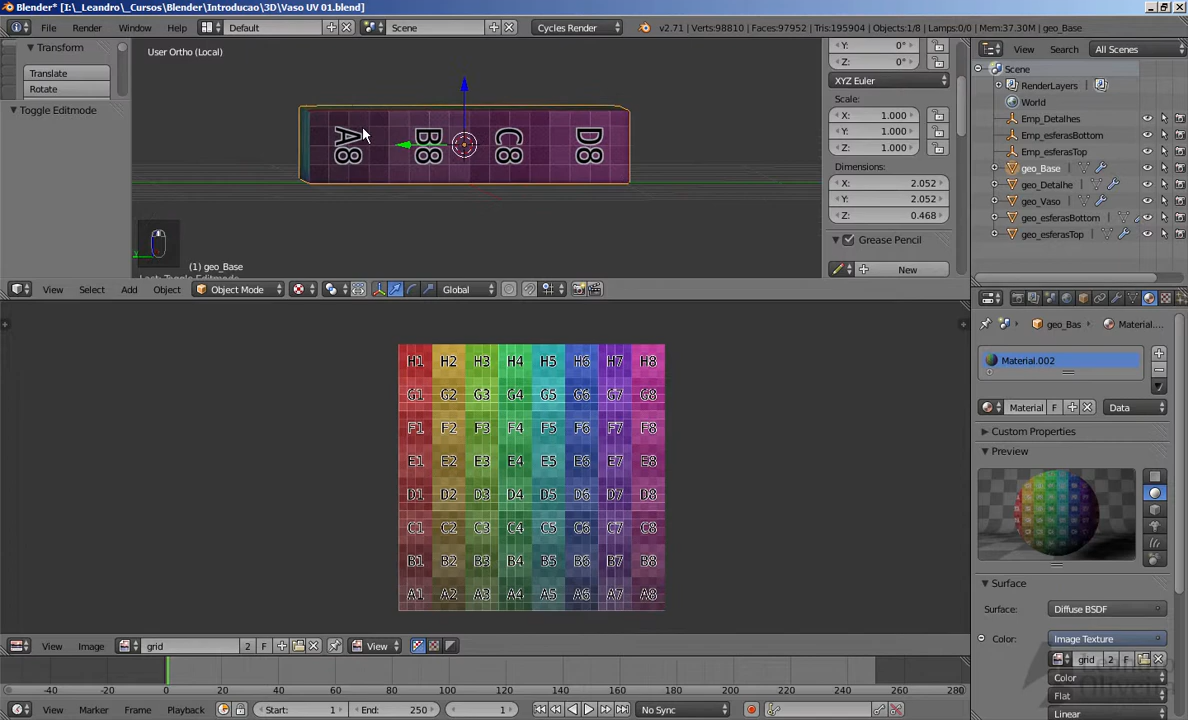 Blender* [I:\_Leandro\_Cursos\Blender\Introducao\3D\Vaso UV 01.blend]
File Render Window Help Default Scene Cycles Render v2.71 | Verts:98810 | Faces:97952 | Tris:195904 | Objects:1/8 | Lamps:0/0 | Mem:37.30M | geo_Base
Transform
Translate
Rotate
Toggle Editmode
User Ortho (Local)
A8 B8 C8 D8
(1) geo_Base
Last: Toggle Editmode
Y: 0°
Z: 0°
XYZ Euler
Scale:
X: 1.000
Y: 1.000
Z: 1.000
Dimensions:
X: 2.052
Y: 2.052
Z: 0.468
Grease Pencil
New
View Search All Scenes
Scene
RenderLayers
World
Emp_Detalhes
Emp_esferasBottom
Emp_esferasTop
geo_Base
geo_Detalhe
geo_Vaso
geo_esferasBottom
geo_esferasTop
View Select Add Object Object Mode Global
H1 H2 H3 H4 H5 H6 H7 H8
G1 G2 G3 G4 G5 G6 G7 G8
F1 F2 F3 F4 F5 F6 F7 F8
E1 E2 E3 E4 E5 E6 E7 E8
D1 D2 D3 D4 D5 D6 D7 D8
C1 C2 C3 C4 C5 C6 C7 C8
B1 B2 B3 B4 B5 B6 B7 B8
A1 A2 A3 A4 A5 A6 A7 A8
geo_Bas Material....
Material.002
Material F Data
Custom Properties
Preview
Surface
Surface: Diffuse BSDF
Color: Image Texture
grid 2 F
Color
Flat
Linear
Leandro
Oliveira
View Image grid 2 F View
-40 -20 0 20 40 60 80 100 120 140 160 180 200 220 240 260 280
View Marker Frame Playback Start: 1 End: 250 1 No Sync